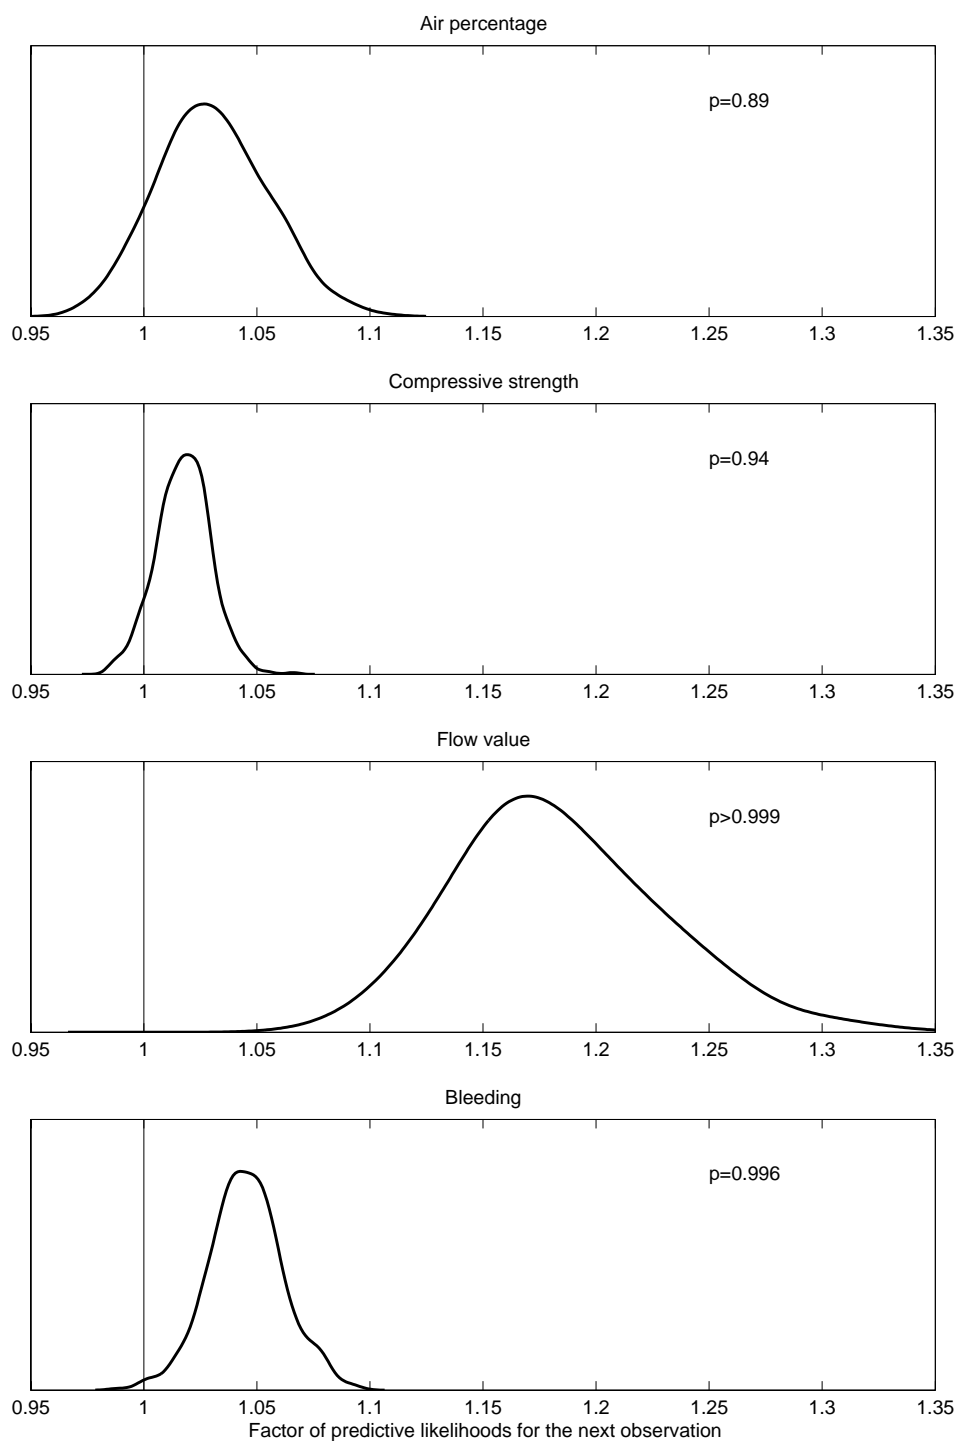 Air percentage
p=0.89
0.95 1 1.05 1.1 1.15 1.2 1.25 1.3 1.35
Compressive strength
p=0.94
0.95 1 1.05 1.1 1.15 1.2 1.25 1.3 1.35
Flow value
p>0.999
0.95 1 1.05 1.1 1.15 1.2 1.25 1.3 1.35
Bleeding
p=0.996
0.95 1 1.05 1.1 1.15 1.2 1.25 1.3 1.35
Factor of predictive likelihoods for the next observation